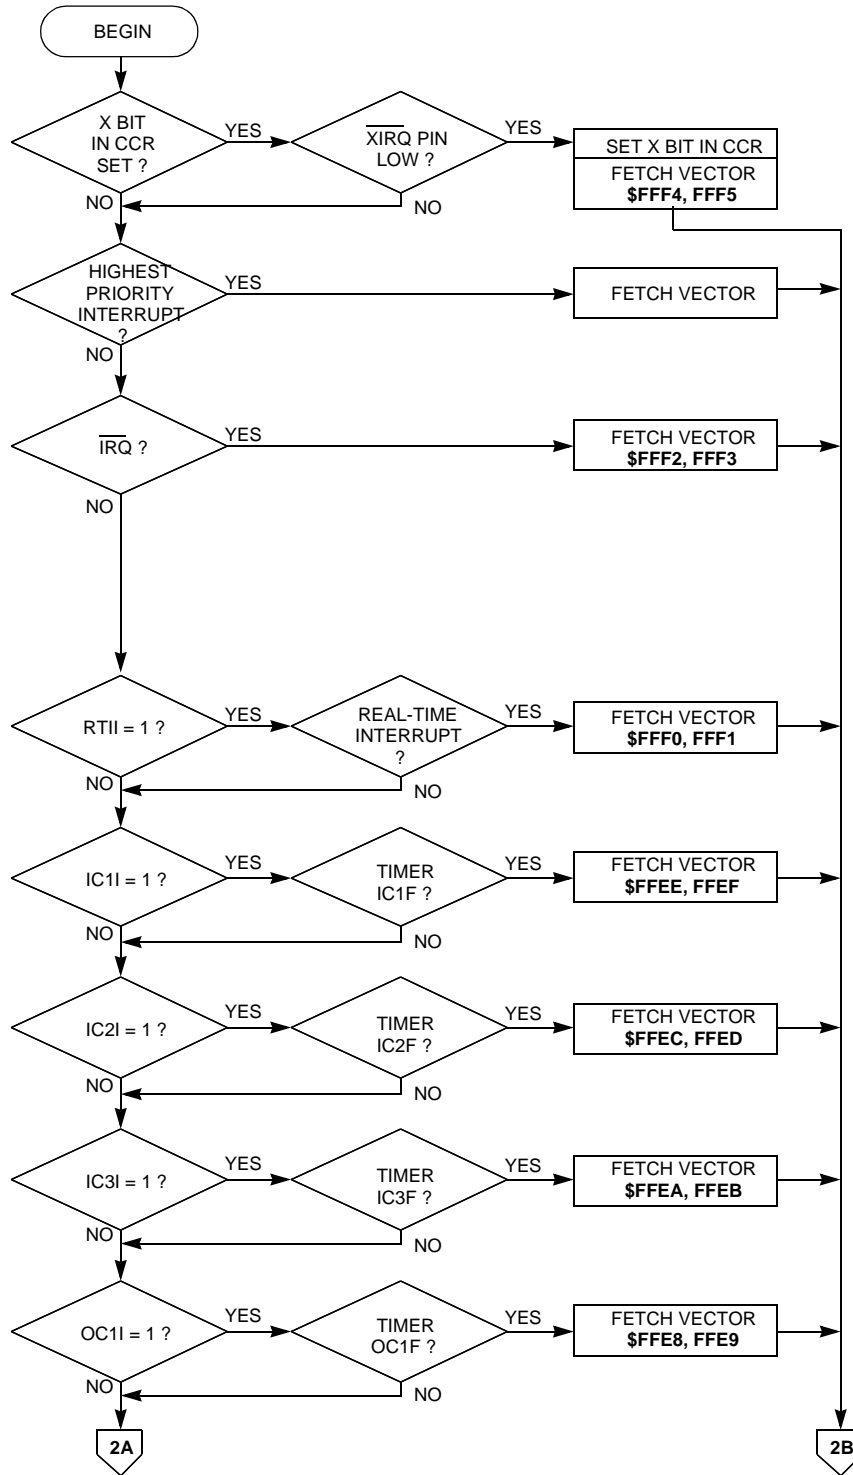 BEGIN
X BIT
IN CCR
SET ?
YES
XIRQ PIN
LOW ?
YES
SET X BIT IN CCR
FETCH VECTOR
$FFF4, FFF5
NO
NO
HIGHEST
PRIORITY
INTERRUPT
?
YES
FETCH VECTOR
NO
IRQ ?
YES
FETCH VECTOR
$FFF2, FFF3
NO
RTII = 1 ?
YES
REAL-TIME
INTERRUPT
?
YES
FETCH VECTOR
$FFF0, FFF1
NO
NO
IC1I = 1 ?
YES
TIMER
IC1F ?
YES
FETCH VECTOR
$FFEE, FFEF
NO
NO
IC2I = 1 ?
YES
TIMER
IC2F ?
YES
FETCH VECTOR
$FFEC, FFED
NO
NO
IC3I = 1 ?
YES
TIMER
IC3F ?
YES
FETCH VECTOR
$FFEA, FFEB
NO
NO
OC1I = 1 ?
YES
TIMER
OC1F ?
YES
FETCH VECTOR
$FFE8, FFE9
NO
NO
2A
2B